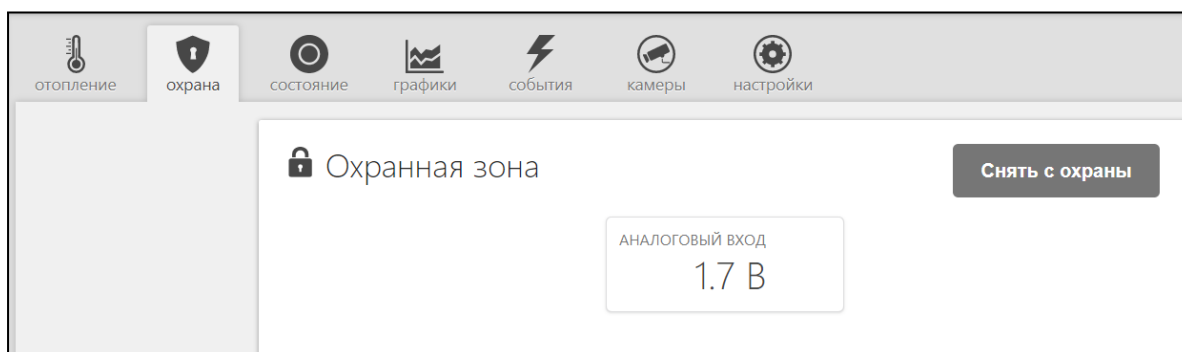 отопление охрана состояние графики события камеры настройки
Охранная зона
Снять с охраны
АНАЛОГОВЫЙ ВХОД
1.7 В